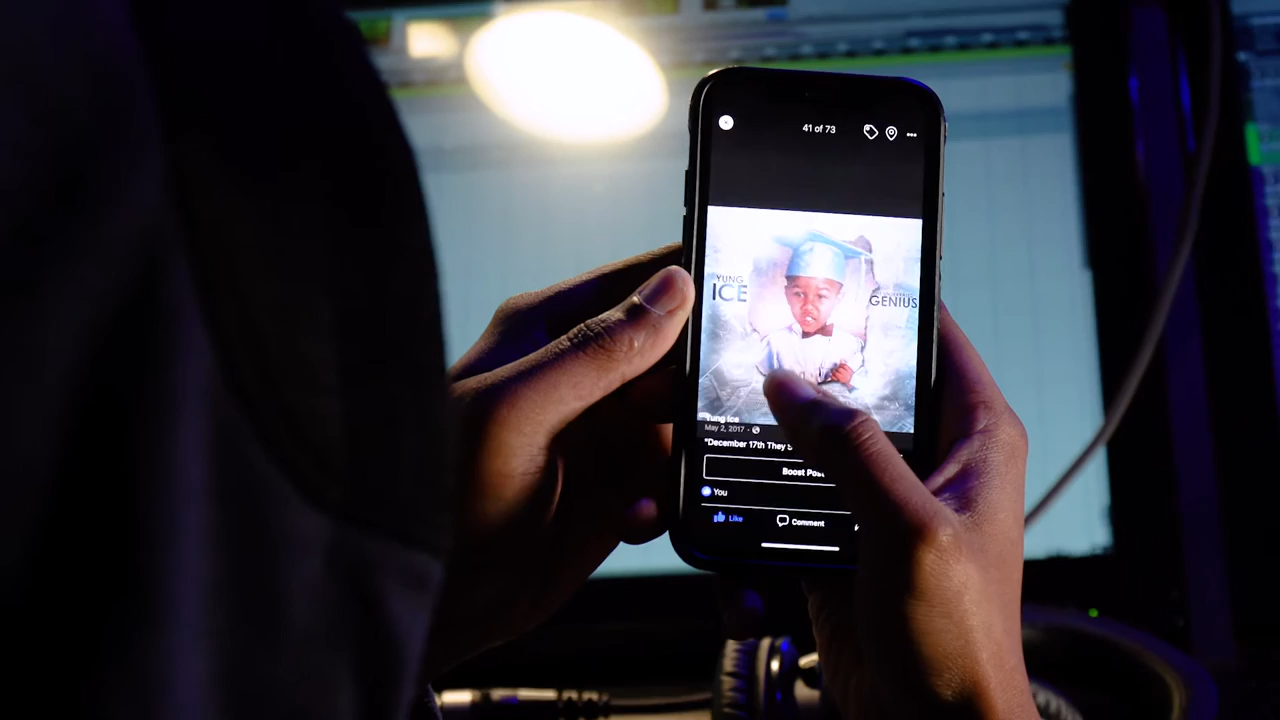 41 of 73
YUNG
ICE
GENIUS
Yung Ice
May 2, 2017
"December 17th They
Boost Post
You
Like
Comment